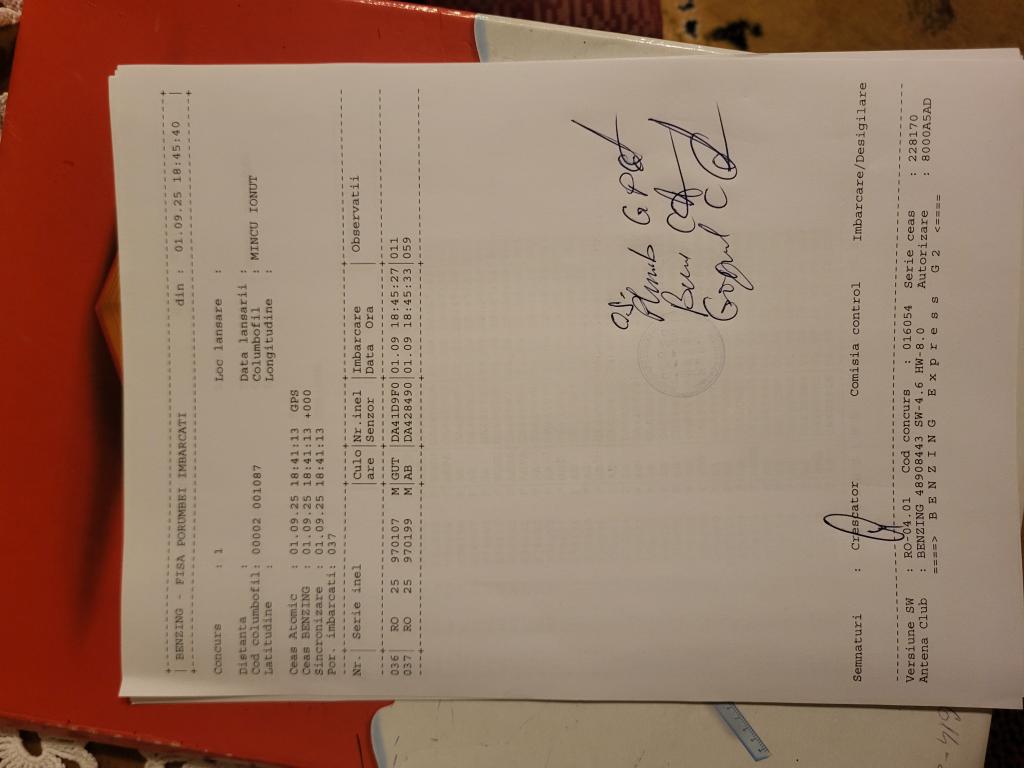 BENZING - FISA PORUMBEI IMBARCATI din : 01.09.25 18:45:40
Concurs : 1 Loc lansare :
Distanta : Data lansarii :
Cod columbofil: 00002 001087 Columbofil : MINCU IONUT
Latitudine : Longitudine :
Ceas Atomic : 01.09.25 18:41:13 GPS
Ceas BENZING : 01.09.25 18:41:13 +000
Sincronizare : 01.09.25 18:41:13
Por. imbarcati: 037
Nr.| Serie inel |Culo|Nr.inel |Imbarcare |Observatii
|are |Senzor |Data Ora
036| RO 25 970107 M|GUT |DA41D9F0|01.09 18:45:27|011
037| RO 25 970199 M|AB |DA428490|01.09 18:45:33|059
Semnaturi : Crescator Comisia control Imbarcare/Desigilare
Versiune SW : RO-04.01 Cod concurs : 016054 Serie ceas : 228170
Antena Club : BENZING 48908443 SW-4.6 HW-8.0 Autorizare : 8000A5AD
====> B E N Z I N G E x p r e s s G 2 <====